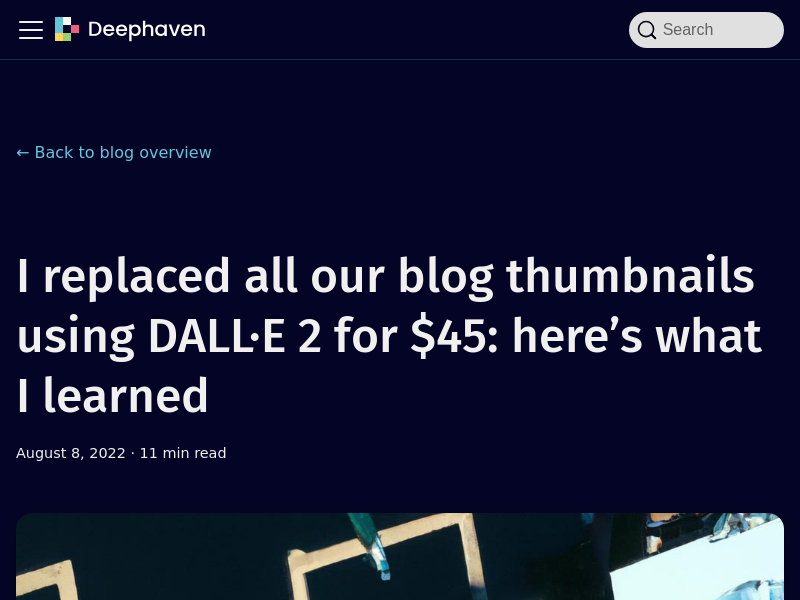 Deephaven
Search
← Back to blog overview
I replaced all our blog thumbnails
using DALL·E 2 for $45: here’s what
I learned
August 8, 2022 · 11 min read